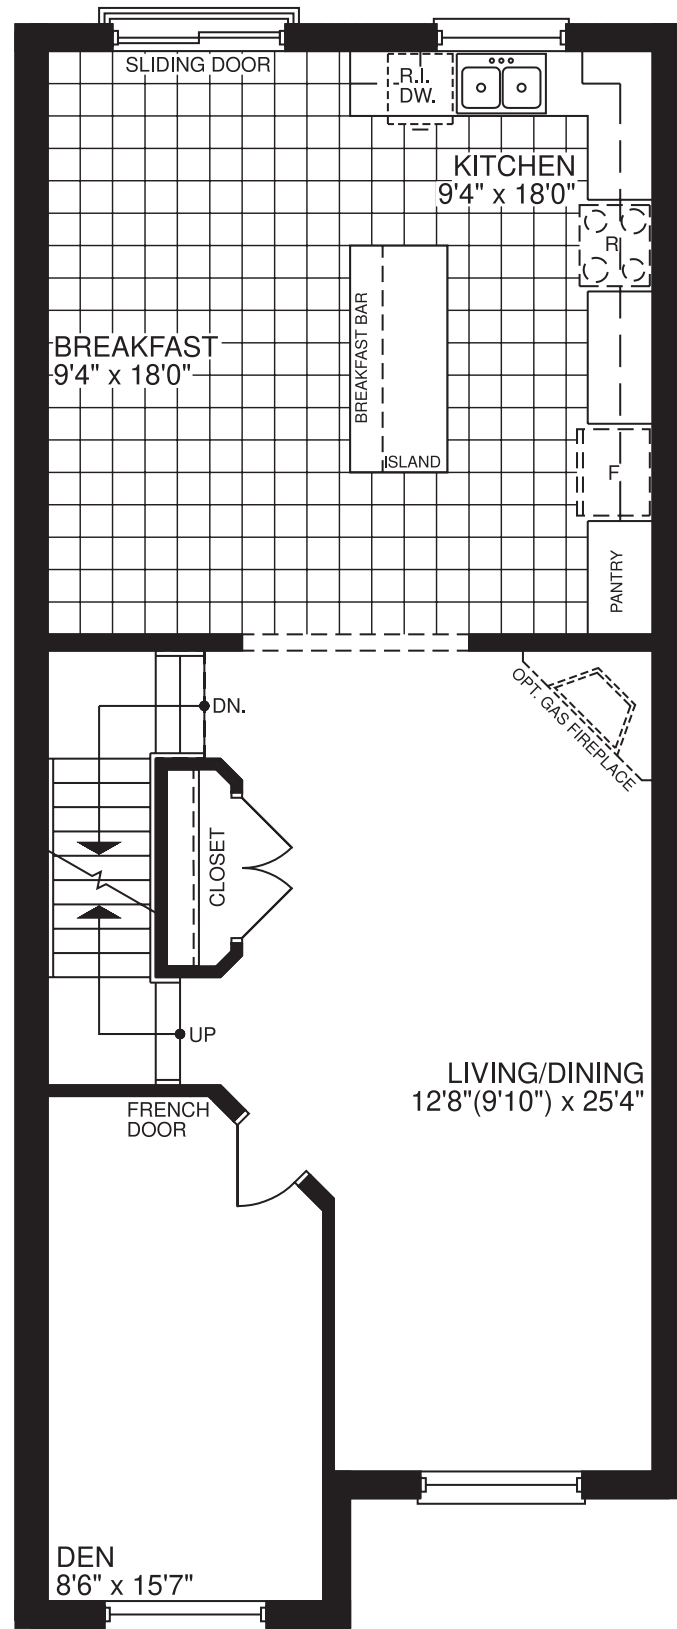 SLIDING DOOR
R.I.
DW.
KITCHEN
9'4" x 18'0"
R
BREAKFAST
9'4" x 18'0"
BREAKFAST BAR
ISLAND
F
PANTRY
DN.
OPT. GAS FIREPLACE
CLOSET
UP
LIVING/DINING
12'8"(9'10") x 25'4"
FRENCH
DOOR
DEN
8'6" x 15'7"